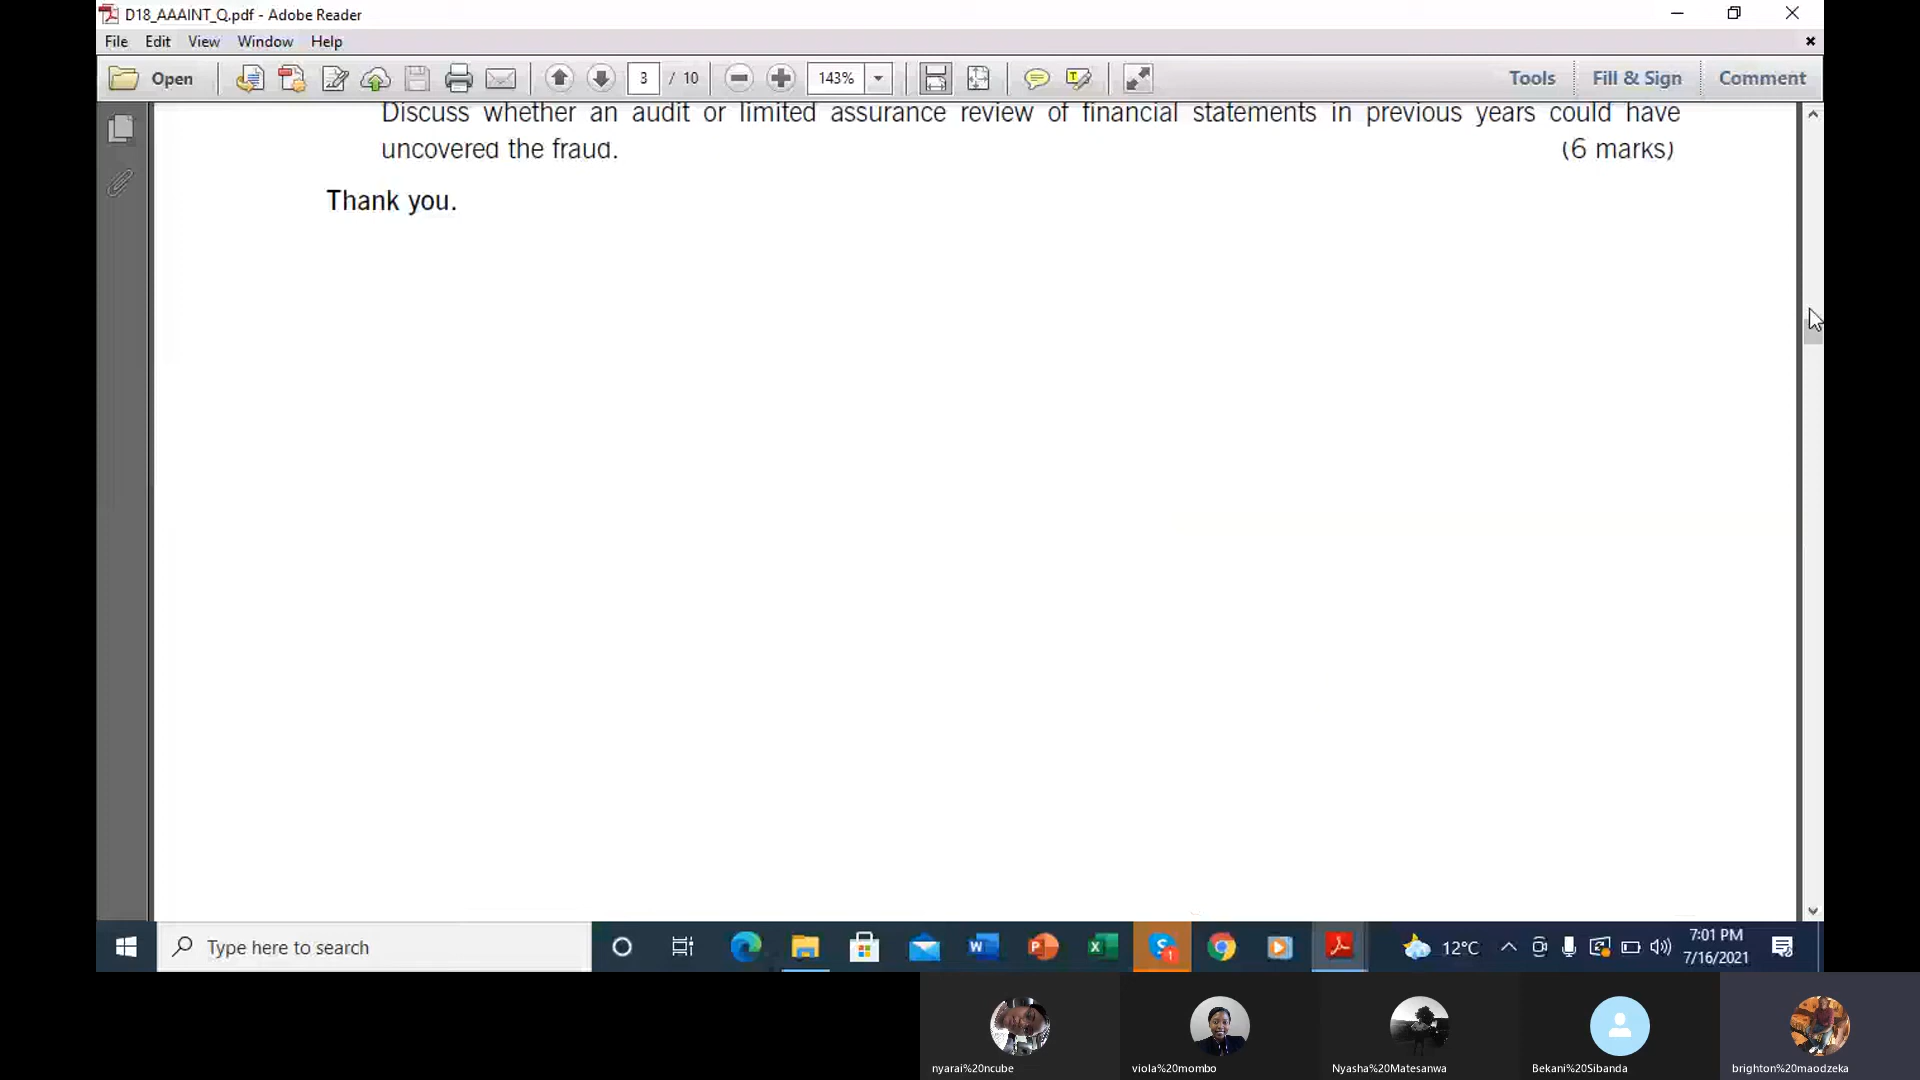 D18_AAAINT_Q.pdf - Adobe Reader
File Edit View Window Help
Open 3 / 10 143% Tools Fill & Sign Comment
Discuss whether an audit or limited assurance review of financial statements in previous years could have
uncovered the fraud. (6 marks)
Thank you.
Type here to search 12°C 7:01 PM
7/16/2021
nyarai%20ncube viola%20mombo Nyasha%20Matesanwa Bekani%20Sibanda brighton%20maodzeka